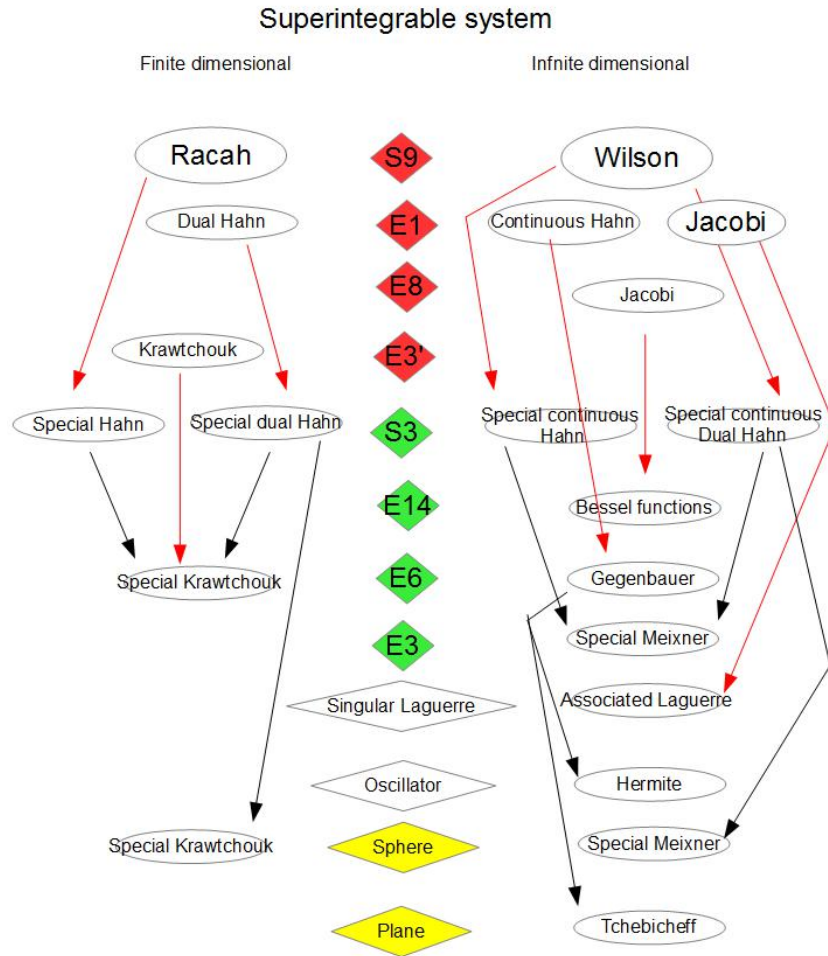 Superintegrable system
Finite dimensional
Infnite dimensional
Racah
S9
Wilson
Dual Hahn
E1
Continuous Hahn
Jacobi
E8
Jacobi
Krawtchouk
E3'
Special Hahn
Special dual Hahn
S3
Special continuous
Hahn
Special continuous
Dual Hahn
E14
Bessel functions
Special Krawtchouk
E6
Gegenbauer
E3
Special Meixner
Singular Laguerre
Associated Laguerre
Oscillator
Hermite
Special Krawtchouk
Sphere
Special Meixner
Plane
Tchebicheff